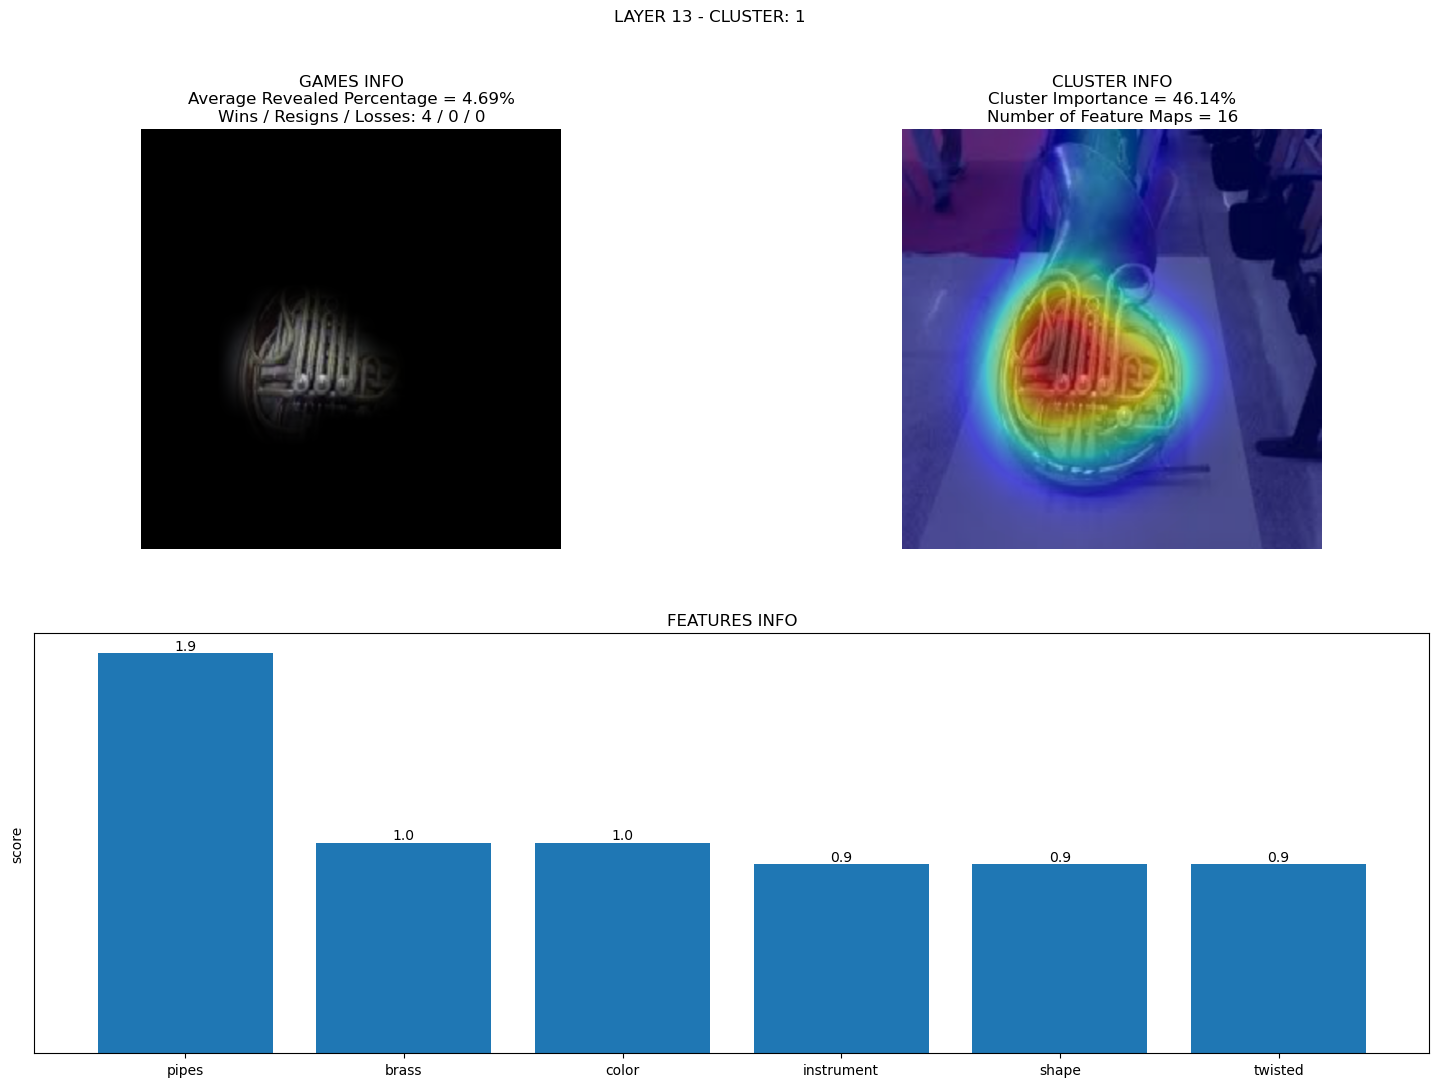 LAYER 13 - CLUSTER: 1
GAMES INFO
Average Revealed Percentage = 4.69%
Wins / Resigns / Losses: 4 / 0 / 0
CLUSTER INFO
Cluster Importance = 46.14%
Number of Feature Maps = 16
FEATURES INFO
score
1.9
1.0
1.0
0.9
0.9
0.9
pipes
brass
color
instrument
shape
twisted